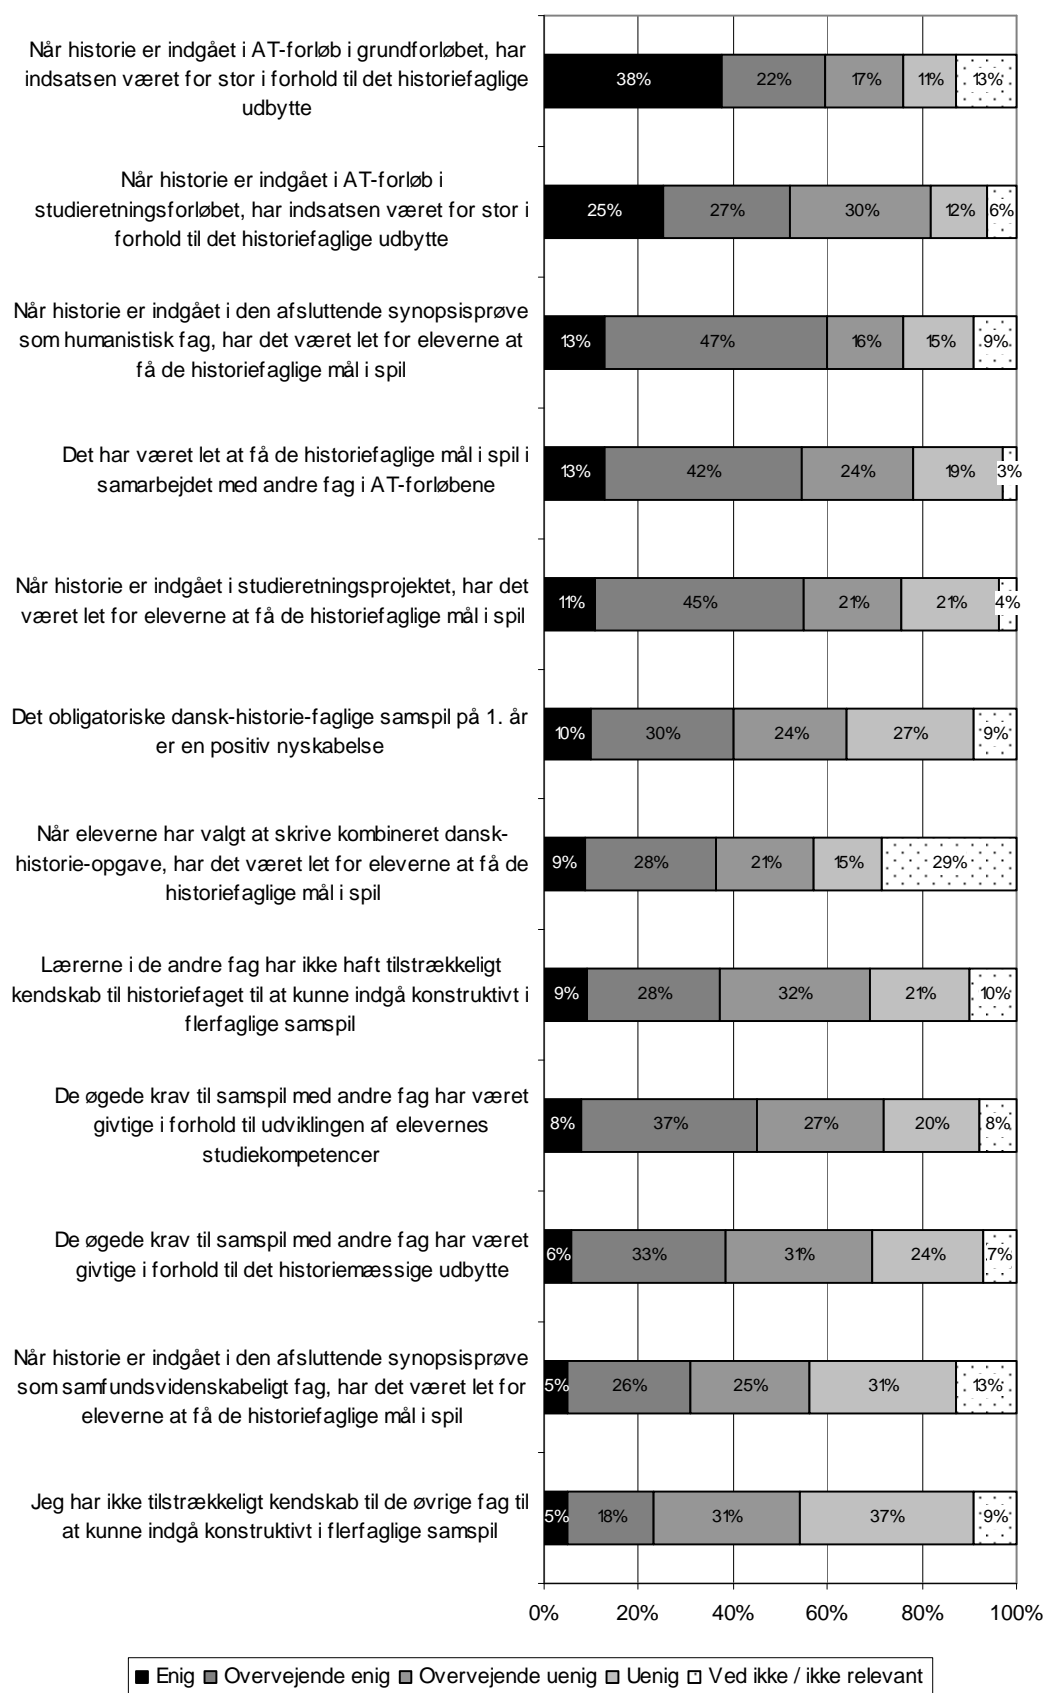 Når historie er indgået i AT-forløb i grundforløbet, har
indsatsen været for stor i forhold til det historiefaglige
udbytte
38% 22% 17% 11% 13%
Når historie er indgået i AT-forløb i
studieretningsforløbet, har indsatsen været for stor i
forhold til det historiefaglige udbytte
25% 27% 30% 12% 6%
Når historie er indgået i den afsluttende synopsisprøve
som humanistisk fag, har det været let for eleverne at
få de historiefaglige mål i spil
13% 47% 16% 15% 9%
Det har været let at få de historiefaglige mål i spil i
samarbejdet med andre fag i AT-forløbene
13% 42% 24% 19% 3%
Når historie er indgået i studieretningsprojektet, har det
været let for eleverne at få de historiefaglige mål i spil
11% 45% 21% 21% 4%
Det obligatoriske dansk-historie-faglige samspil på 1. år
er en positiv nyskabelse
10% 30% 24% 27% 9%
Når eleverne har valgt at skrive kombineret dansk-
historie-opgave, har det været let for eleverne at få de
historiefaglige mål i spil
9% 28% 21% 15% 29%
Lærerne i de andre fag har ikke haft tilstrækkeligt
kendskab til historiefaget til at kunne indgå konstruktivt i
flerfaglige samspil
9% 28% 32% 21% 10%
De øgede krav til samspil med andre fag har været
givtige i forhold til udviklingen af elevernes
studiekompetencer
8% 37% 27% 20% 8%
De øgede krav til samspil med andre fag har været
givtige i forhold til det historiemæssige udbytte
6% 33% 31% 24% 7%
Når historie er indgået i den afsluttende synopsisprøve
som samfundsvidenskabeligt fag, har det været let for
eleverne at få de historiefaglige mål i spil
5% 26% 25% 31% 13%
Jeg har ikke tilstrækkeligt kendskab til de øvrige fag til
at kunne indgå konstruktivt i flerfaglige samspil
5% 18% 31% 37% 9%
0% 20% 40% 60% 80% 100%
Enig Overvejende enig Overvejende uenig Uenig Ved ikke / ikke relevant